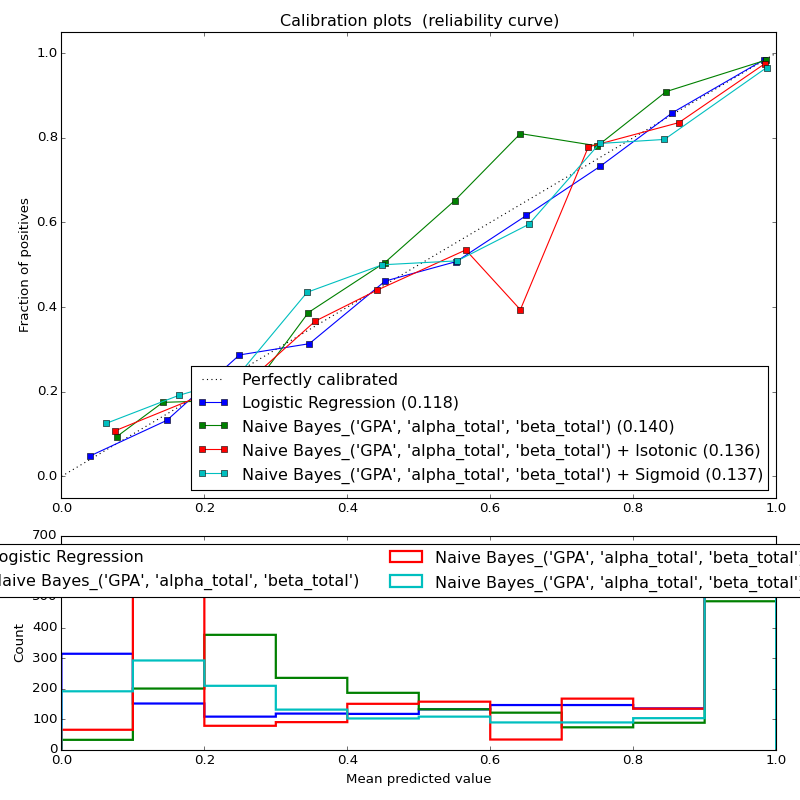 Calibration plots (reliability curve)
1.0
0.8
0.6
0.4
0.2
0.0
Fraction of positives
Perfectly calibrated
Logistic Regression (0.118)
Naive Bayes_('GPA', 'alpha_total', 'beta_total') (0.140)
Naive Bayes_('GPA', 'alpha_total', 'beta_total') + Isotonic (0.136)
Naive Bayes_('GPA', 'alpha_total', 'beta_total') + Sigmoid (0.137)
0.0 0.2 0.4 0.6 0.8 1.0
700
ogistic Regression Naive Bayes_('GPA', 'alpha_total', 'beta_total'
aive Bayes_('GPA', 'alpha_total', 'beta_total') Naive Bayes_('GPA', 'alpha_total', 'beta_total'
400
300
200
100
0
Count
0.0 0.2 0.4 0.6 0.8 1.0
Mean predicted value